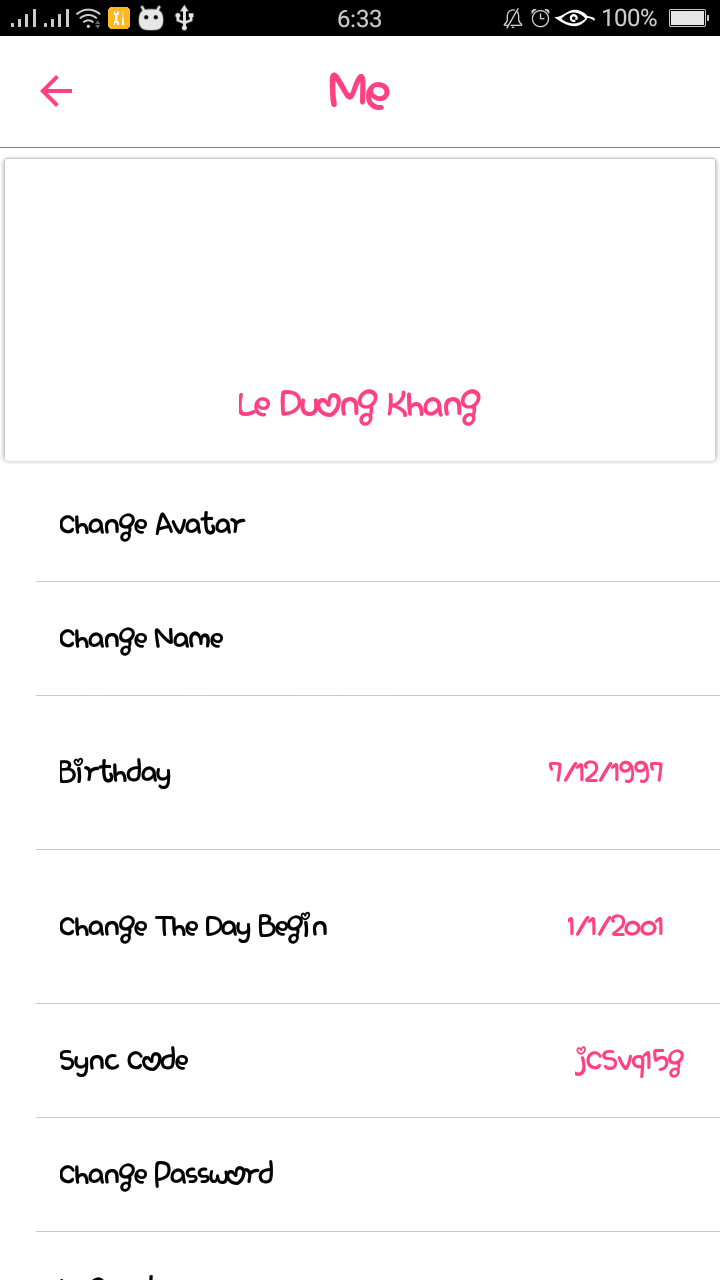 6:33 100%
Me
Le Duong Khang
Change Avatar
Change Name
Birthday 7/12/1997
Change The Day Begin 1/1/2001
Sync Code jCSvq15g
Change Password